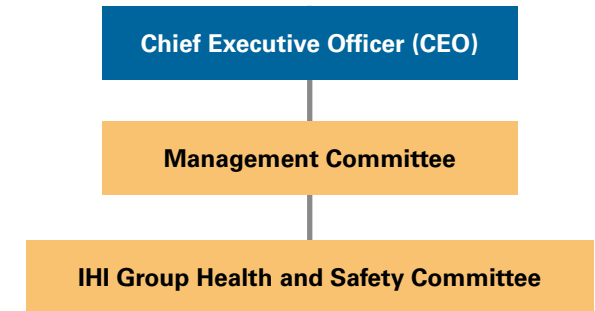 Chief Executive Officer (CEO)
Management Committee
IHI Group Health and Safety Committee